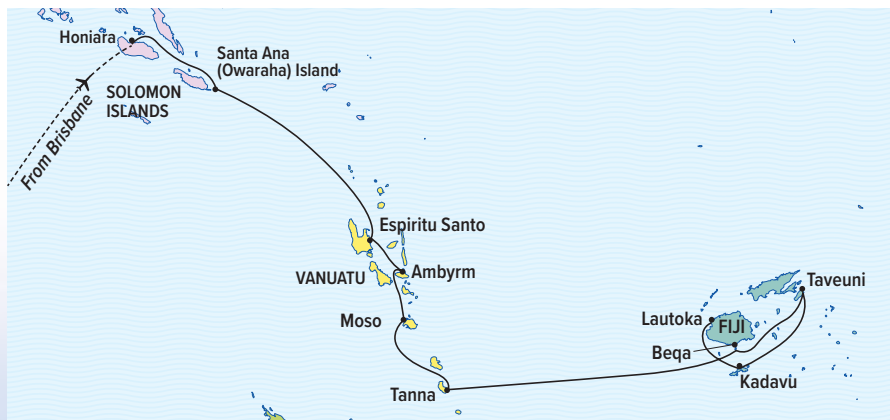 Honiara
Santa Ana
(Owaraha) Island
SOLOMON
ISLANDS
From Brisbane
Espiritu Santo
VANUATU
Ambyrm
Moso
Tanna
Taveuni
Lautoka
FIJI
Beqa
Kadavu